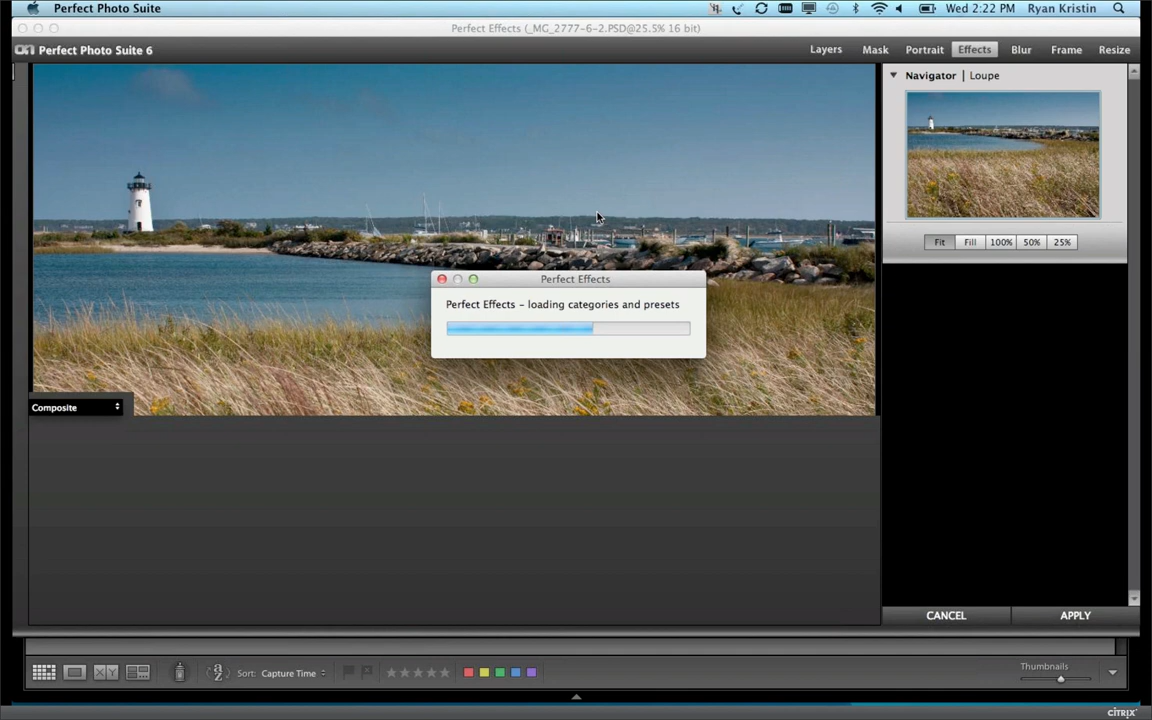 Perfect Photo Suite
Wed 2:22 PM Ryan Kristin
Perfect Effects (_MG_2777-6-2.PSD@25.5% 16 bit)
on Perfect Photo Suite 6
Layers Mask Portrait Effects Blur Frame Resize
Navigator | Loupe
Fit Fill 100% 50% 25%
Perfect Effects
Perfect Effects - loading categories and presets
Composite
CANCEL APPLY
XY
a z Sort: Capture Time
Thumbnails
CITRIX